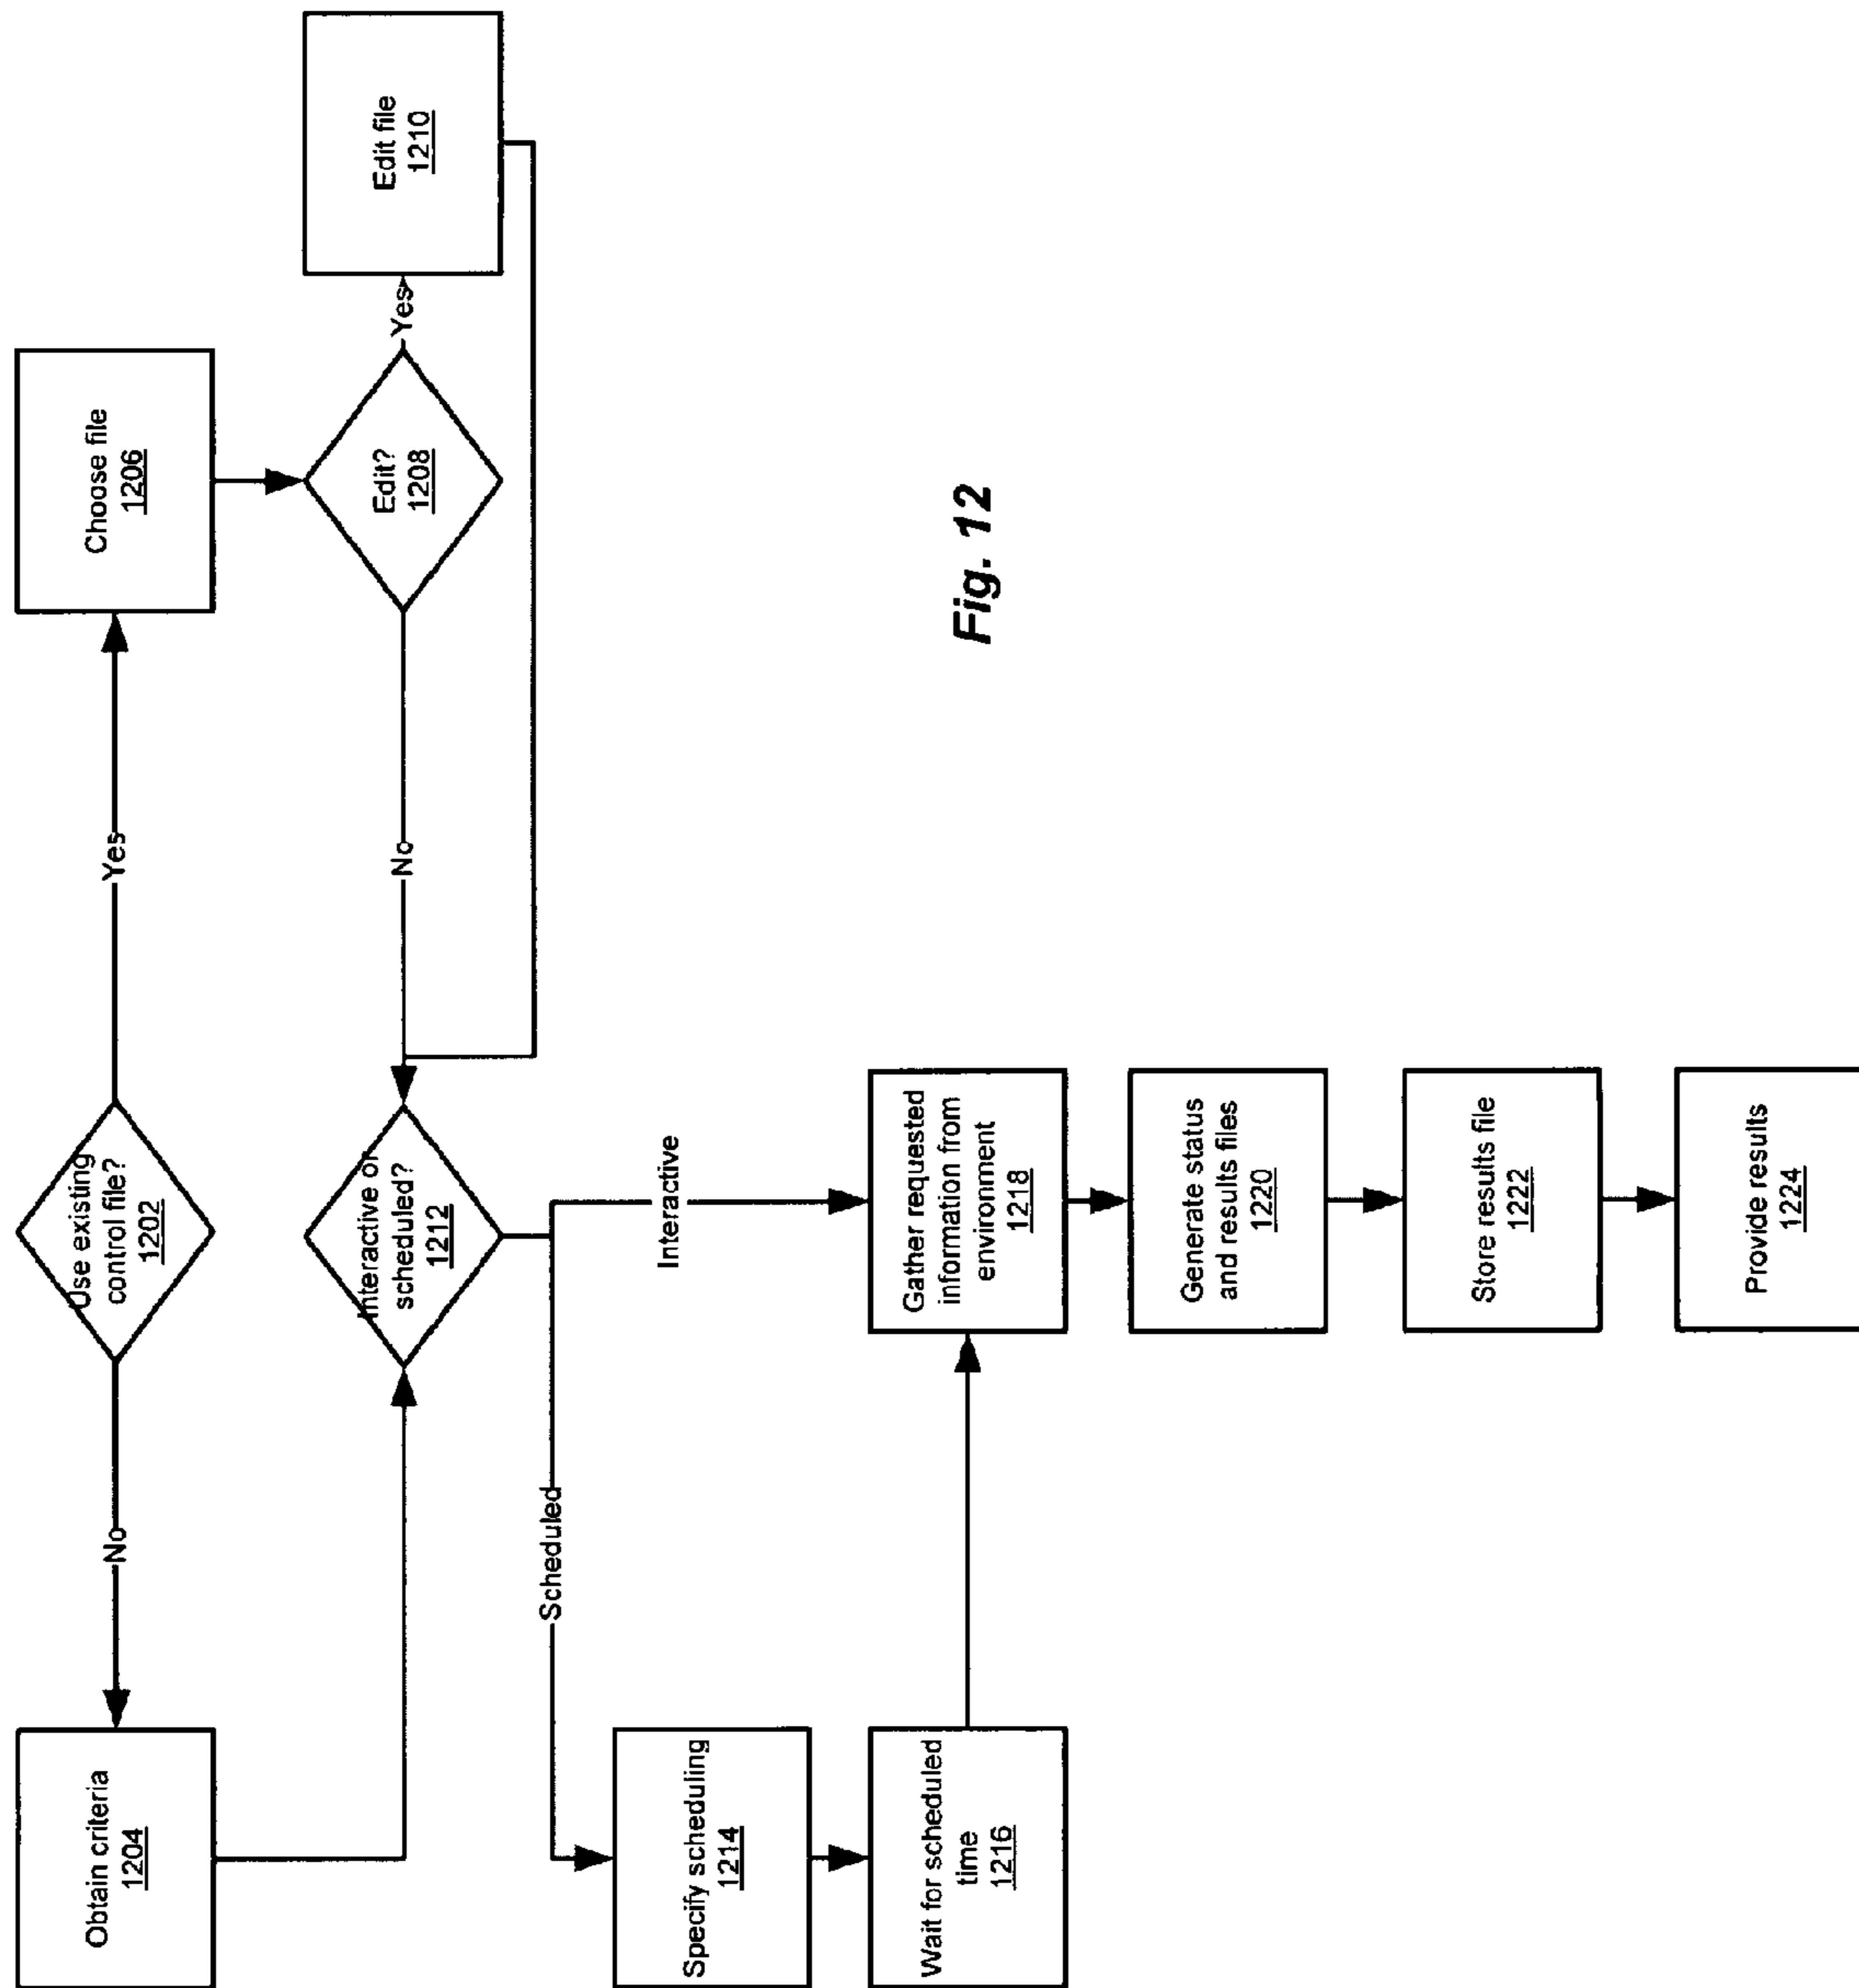 Use existing
control file?
1202
No
Yes
Obtain criteria
1204
Choose file
1206
Edit?
1208
Yes
Edit file
1210
No
Interactive or
scheduled?
1212
Scheduled
Interactive
Specify scheduling
1214
Wait for scheduled
time
1216
Gather requested
information from
environment
1218
Generate status
and results files
1220
Store results file
1222
Provide results
1224
Fig. 12